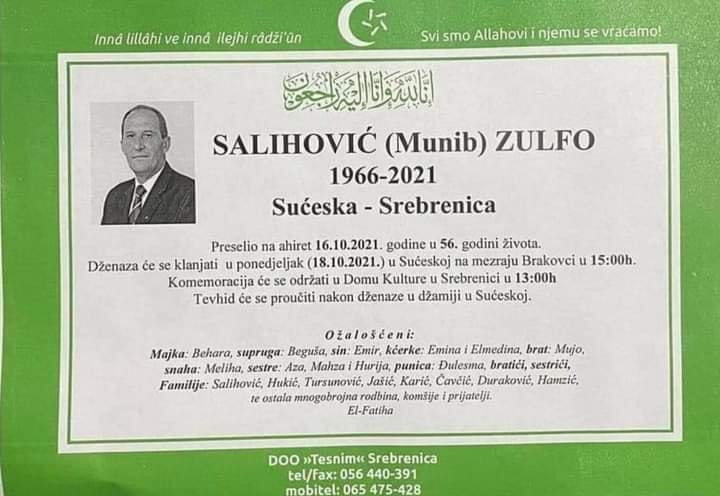 Innâ lillâhi ve innâ ilejhi râdži'ûn
Svi smo Allahovi i njemu se vraćamo!
إنا لله وإنا إليه راجعون
SALIHOVIĆ (Munib) ZULFO
1966-2021
Sućeska - Srebrenica
Preselio na ahiret 16.10.2021. godine u 56. godini života.
Dženaza će se klanjati u ponedjeljak (18.10.2021.) u Sućeskoj na mezraju Brakovci u 15:00h.
Komemoracija će se održati u Domu Kulture u Srebrenici u 13:00h
Tevhid će se proučiti nakon dženaze u džamiji u Sućeskoj.
Ožalošćeni:
Majka: Behara, supruga: Beguša, sin: Emir, kćerke: Emina i Elmedina, brat: Mujo,
snaha: Meliha, sestre: Aza, Mahza i Hurija, punica: Đulesma, bratići, sestrići,
Familije: Salihović, Hukić, Tursunović, Jašić, Karić, Čavčić, Duraković, Hamzić,
te ostala mnogobrojna rodbina, komšije i prijatelji.
El-Fatiha
DOO »Tesnim« Srebrenica
tel/fax: 056 440-391
mobitel: 065 475-428